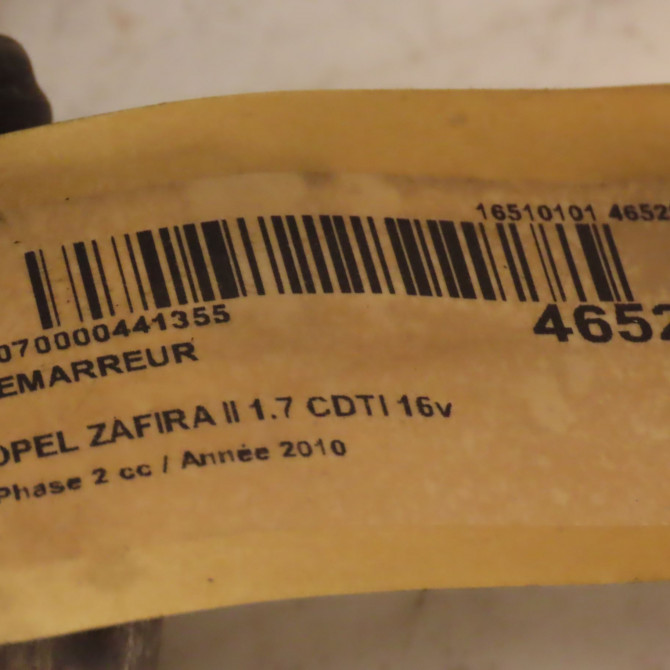 16510101 4652
070000441355
4652
EMARREUR
OPEL ZAFIRA II 1.7 CDTI 16v
Phase 2 cc / Année 2010